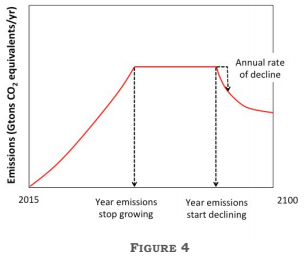 Emissions (Gtons CO₂ equivalents/yr)
Annual rate
of decline
2015
Year emissions
stop growing
Year emissions
start declining
2100
FIGURE 4